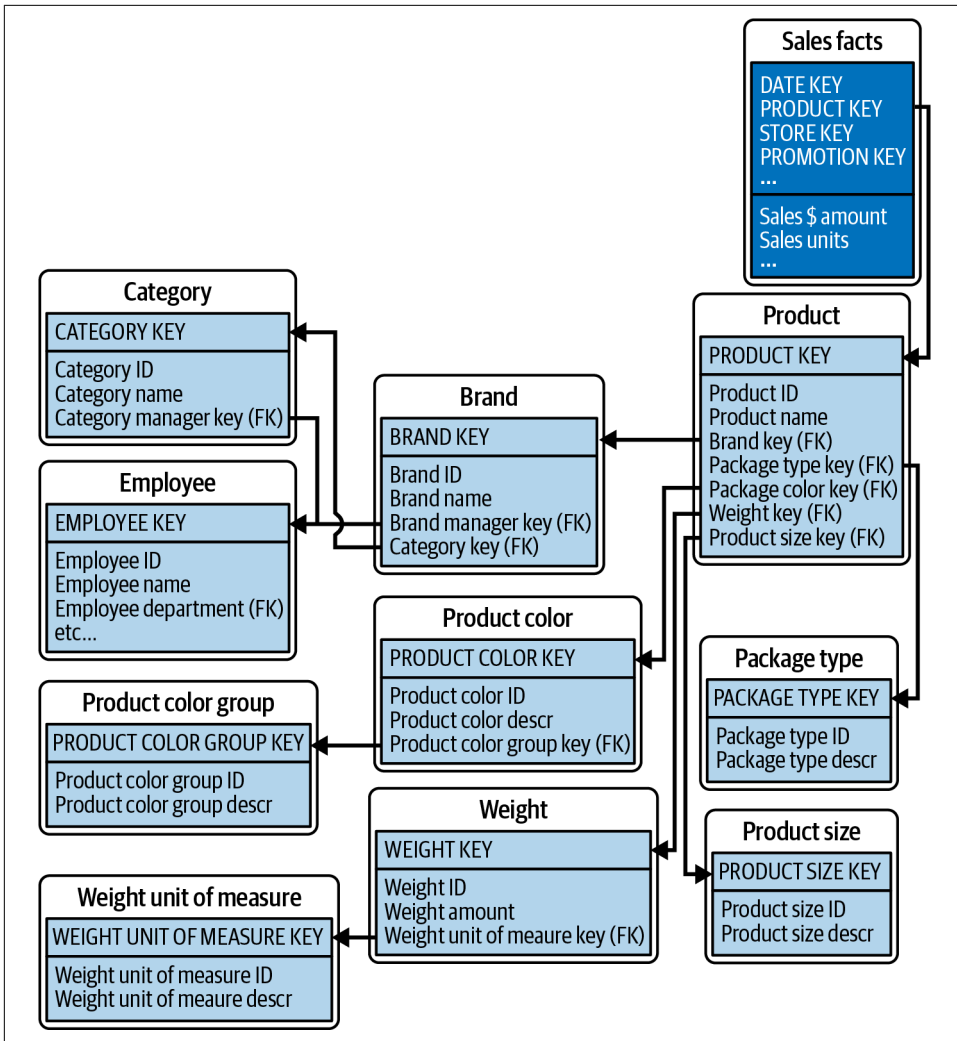 Sales facts
DATE KEY
PRODUCT KEY
STORE KEY
PROMOTION KEY
...
Sales $ amount
Sales units
...
Product
PRODUCT KEY
Product ID
Product name
Brand key (FK)
Package type key (FK)
Package color key (FK)
Weight key (FK)
Product size key (FK)
Category
CATEGORY KEY
Category ID
Category name
Category manager key (FK)
Brand
BRAND KEY
Brand ID
Brand name
Brand manager key (FK)
Category key (FK)
Employee
EMPLOYEE KEY
Employee ID
Employee name
Employee department (FK)
etc...
Product color
PRODUCT COLOR KEY
Product color ID
Product color descr
Product color group key (FK)
Package type
PACKAGE TYPE KEY
Package type ID
Package type descr
Product color group
PRODUCT COLOR GROUP KEY
Product color group ID
Product color group descr
Weight
WEIGHT KEY
Weight ID
Weight amount
Weight unit of meaure key (FK)
Product size
PRODUCT SIZE KEY
Product size ID
Product size descr
Weight unit of measure
WEIGHT UNIT OF MEASURE KEY
Weight unit of measure ID
Weight unit of meaure descr